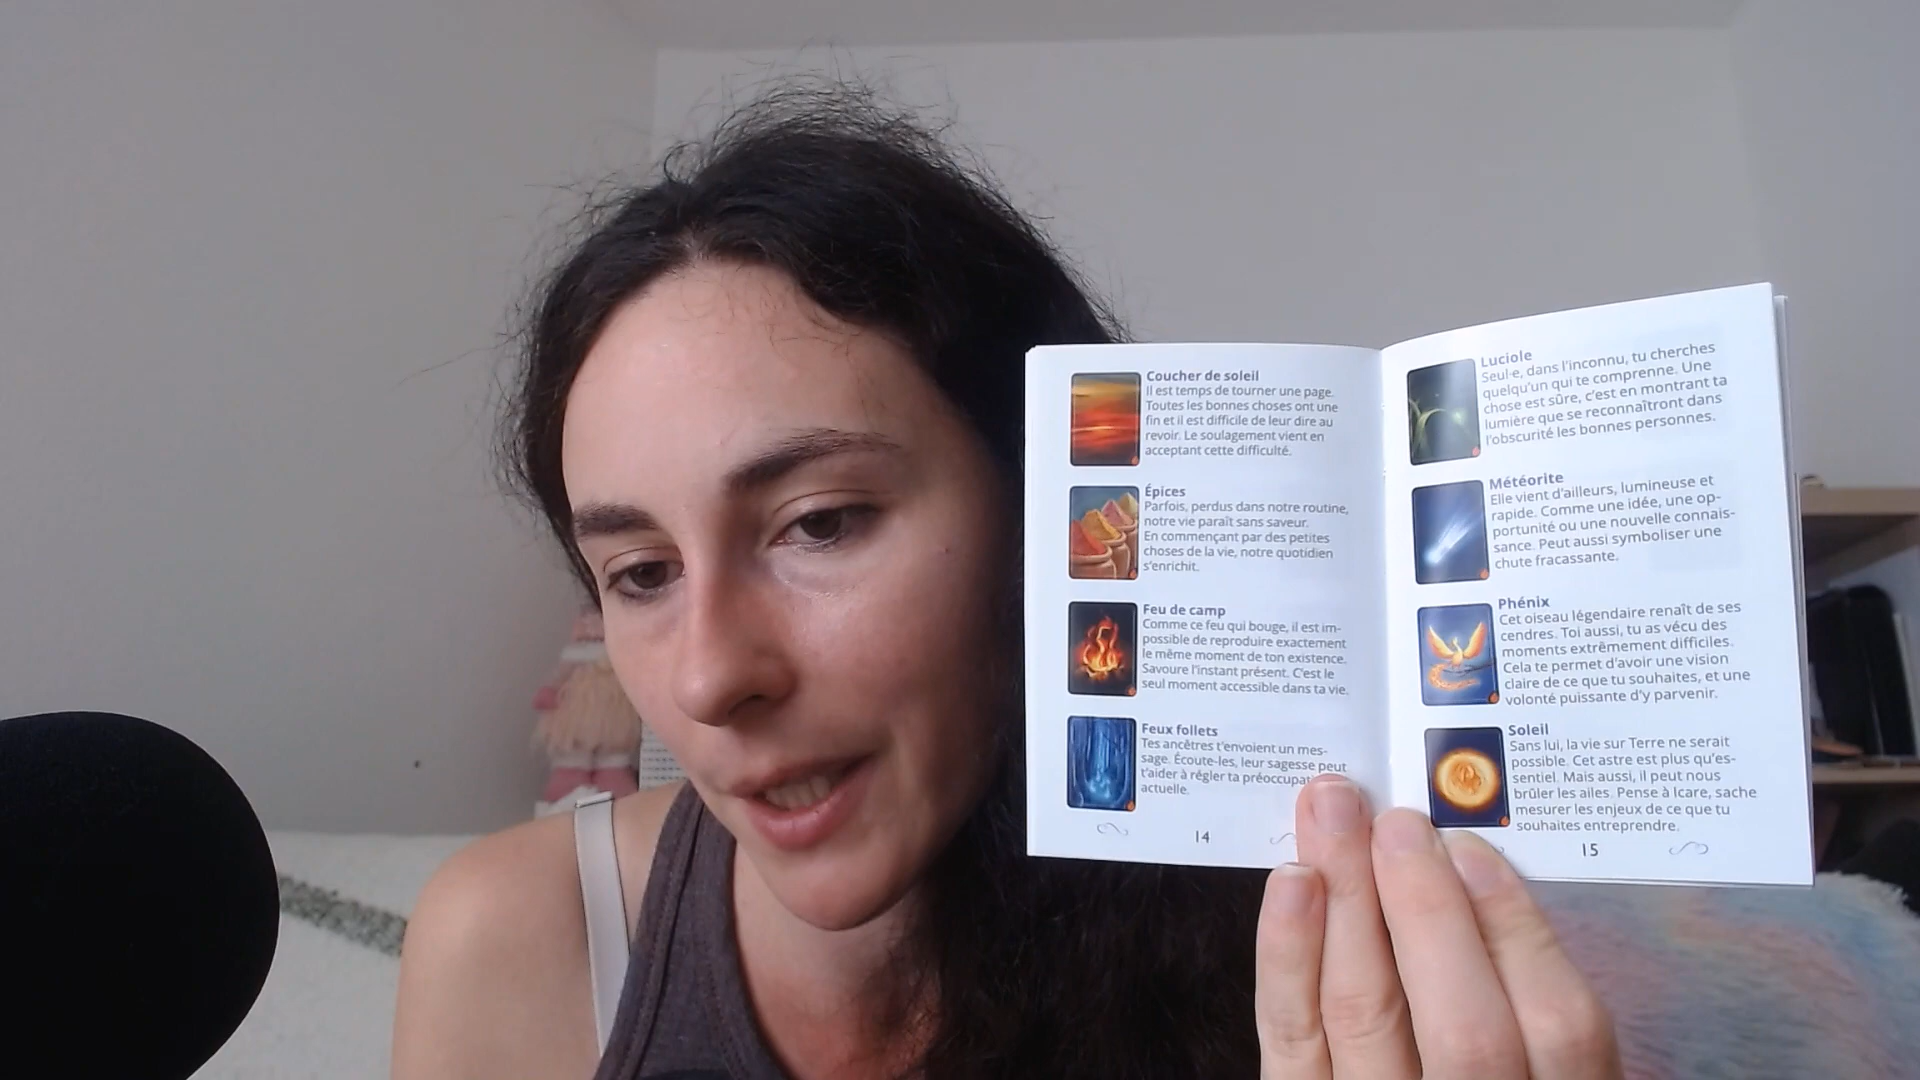 Coucher de soleil
Il est temps de tourner une page.
Toutes les bonnes choses ont une
fin et il est difficile de leur dire au
revoir. Le soulagement vient en
acceptant cette difficulté.
Épices
Parfois, perdus dans notre routine,
notre vie paraît sans saveur.
En commençant par des petites
choses de la vie, notre quotidien
s'enrichit.
Feu de camp
Comme ce feu qui bouge, il est im-
possible de reproduire exactement
le même moment de ton existence.
Savoure l'instant présent. C'est le
seul moment accessible dans ta vie.
Feux follets
Tes ancêtres t'envoient un mes-
sage. Écoute-les, leur sagesse peut
t'aider à régler ta
actuelle.
14
Luciole
Seul·e, dans l'inconnu, tu cherches
quelqu'un qui te comprenne. Une
chose est sûre, c'est en montrant ta
lumière que se reconnaîtront dans
l'obscurité les bonnes personnes.
Météorite
Elle vient d'ailleurs, lumineuse et
rapide. Comme une idée, une op-
portunité ou une nouvelle connais-
sance. Peut aussi symboliser une
chute fracassante.
Phénix
Cet oiseau légendaire renaît de ses
cendres. Toi aussi, tu as vécu des
moments extrêmement difficiles.
Cela te permet d'avoir une vision
claire de ce que tu souhaites, et une
volonté puissante d'y parvenir.
Soleil
Sans lui, la vie sur Terre ne serait
possible. Cet astre est plus qu'es-
sentiel. Mais aussi, il peut nous
brûler les ailes. Pense à Icare, sache
mesurer les enjeux de ce que tu
souhaites entreprendre.
15